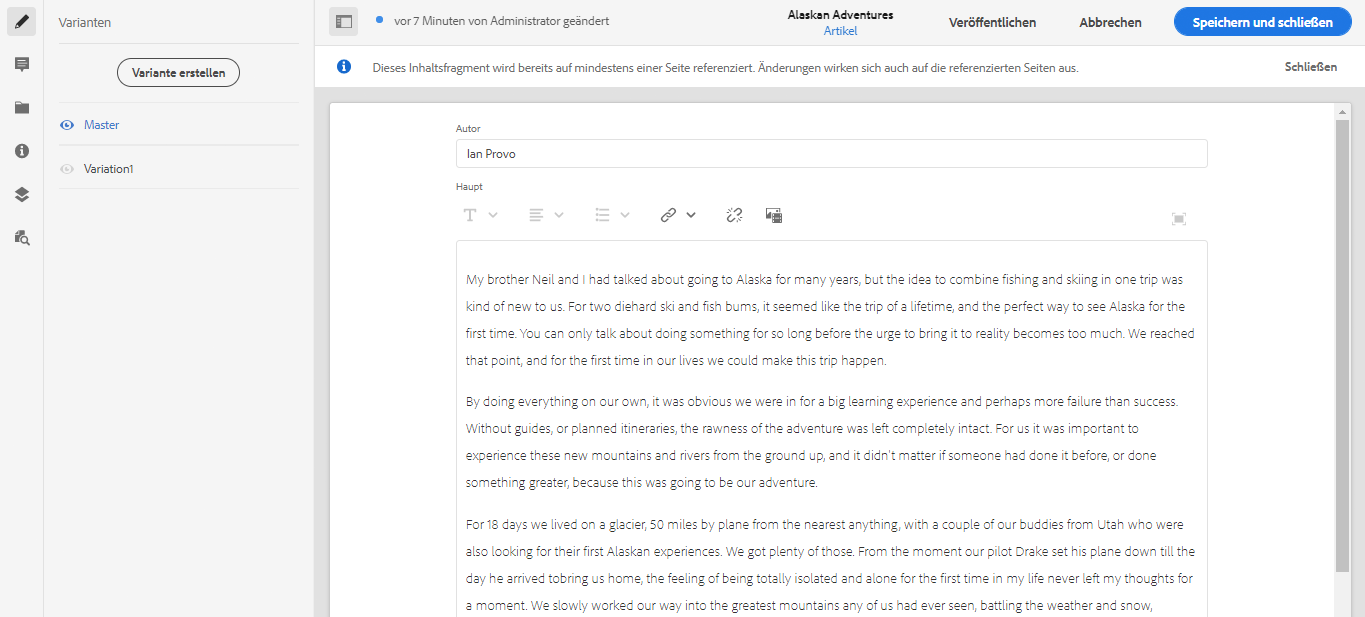 Varianten
Variante erstellen
Master
Variation1
vor 7 Minuten von Administrator geändert
Alaskan Adventures
Artikel
Veröffentlichen
Abbrechen
Speichern und schließen
Dieses Inhaltsfragment wird bereits auf mindestens einer Seite referenziert. Änderungen wirken sich auch auf die referenzierten Seiten aus.
Schließen
Autor
Ian Provo
Haupt
My brother Neil and I had talked about going to Alaska for many years, but the idea to combine fishing and skiing in one trip was
kind of new to us. For two diehard ski and fish bums, it seemed like the trip of a lifetime, and the perfect way to see Alaska for the
first time. You can only talk about doing something for so long before the urge to bring it to reality becomes too much. We reached
that point, and for the first time in our lives we could make this trip happen.
By doing everything on our own, it was obvious we were in for a big learning experience and perhaps more failure than success.
Without guides, or planned itineraries, the rawness of the adventure was left completely intact. For us it was important to
experience these new mountains and rivers from the ground up, and it didn't matter if someone had done it before, or done
something greater, because this was going to be our adventure.
For 18 days we lived on a glacier, 50 miles by plane from the nearest anything, with a couple of our buddies from Utah who were
also looking for their first Alaskan experiences. We got plenty of those. From the moment our pilot Drake set his plane down till the
day he arrived tobring us home, the feeling of being totally isolated and alone for the first time in my life never left my thoughts for
a moment. We slowly worked our way into the greatest mountains any of us had ever seen, battling the weather and snow,